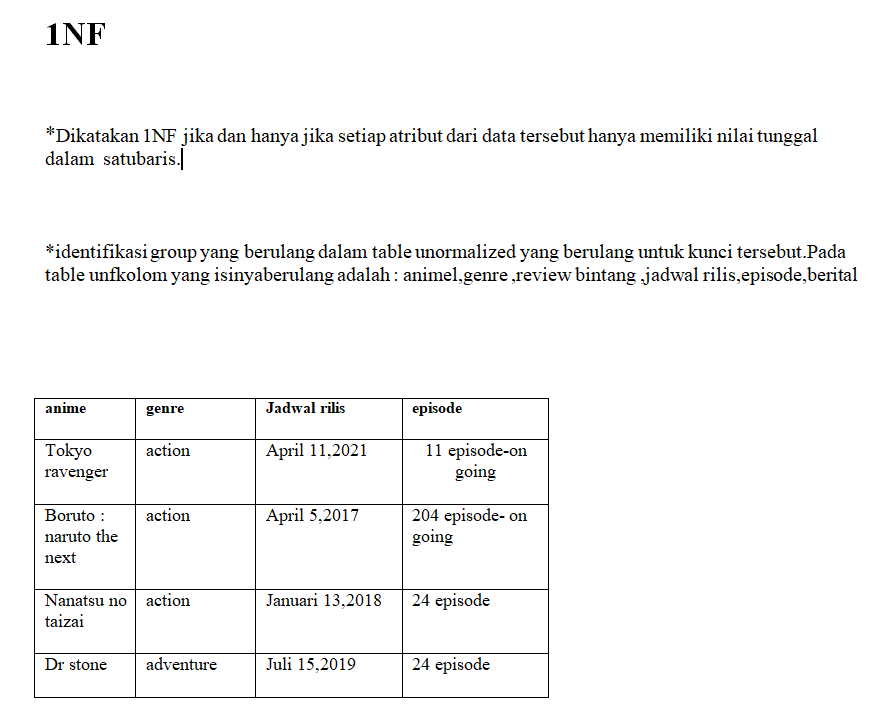 1NF
*Dikatakan 1NF jika dan hanya jika setiap atribut dari data tersebut hanya memiliki nilai tunggal
dalam satubaris.
*identifikasi group yang berulang dalam table unormalized yang berulang untuk kunci tersebut.Pada
table unfkolom yang isinyaberulang adalah : animel,genre ,review bintang ,jadwal rilis,episode,berital
anime genre Jadwal rilis episode
Tokyo action April 11,2021 11 episode-on
ravenger going
Boruto : action April 5,2017 204 episode- on
naruto the going
next
Nanatsu no action Januari 13,2018 24 episode
taizai
Dr stone adventure Juli 15,2019 24 episode